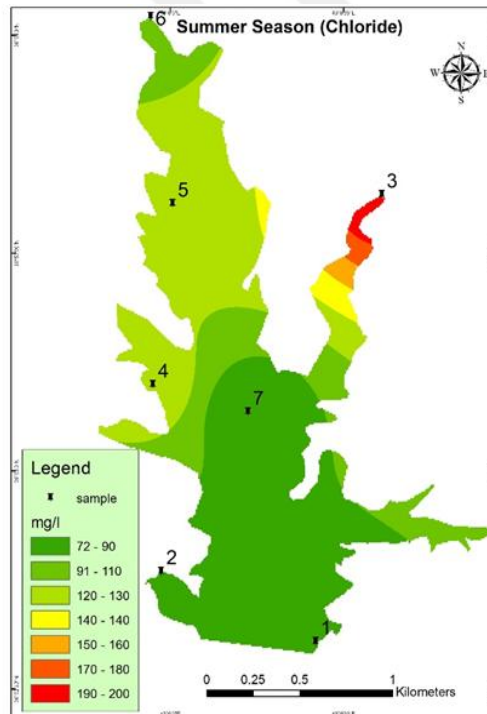 Summer Season (Chloride)
6
N
W
E
S
5
3
4
7
Legend
sample
mg/l
72 - 90
91 - 110
120 - 130
140 - 140
150 - 160
170 - 180
190 - 200
2
1
0 0.25 0.5 1
Kilometers